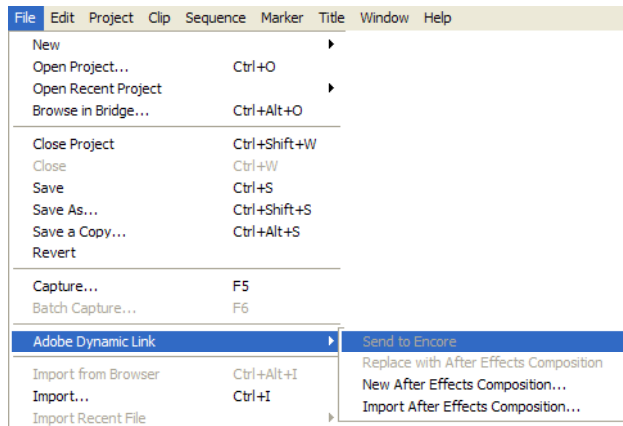 File Edit Project Clip Sequence Marker Title Window Help
New
Open Project... Ctrl+O
Open Recent Project
Browse in Bridge... Ctrl+Alt+O
Close Project Ctrl+Shift+W
Close Ctrl+W
Save Ctrl+S
Save As... Ctrl+Shift+S
Save a Copy... Ctrl+Alt+S
Revert
Capture... F5
Batch Capture... F6
Adobe Dynamic Link
Send to Encore
Replace with After Effects Composition
New After Effects Composition...
Import After Effects Composition...
Import from Browser Ctrl+Alt+I
Import... Ctrl+I
Import Recent File